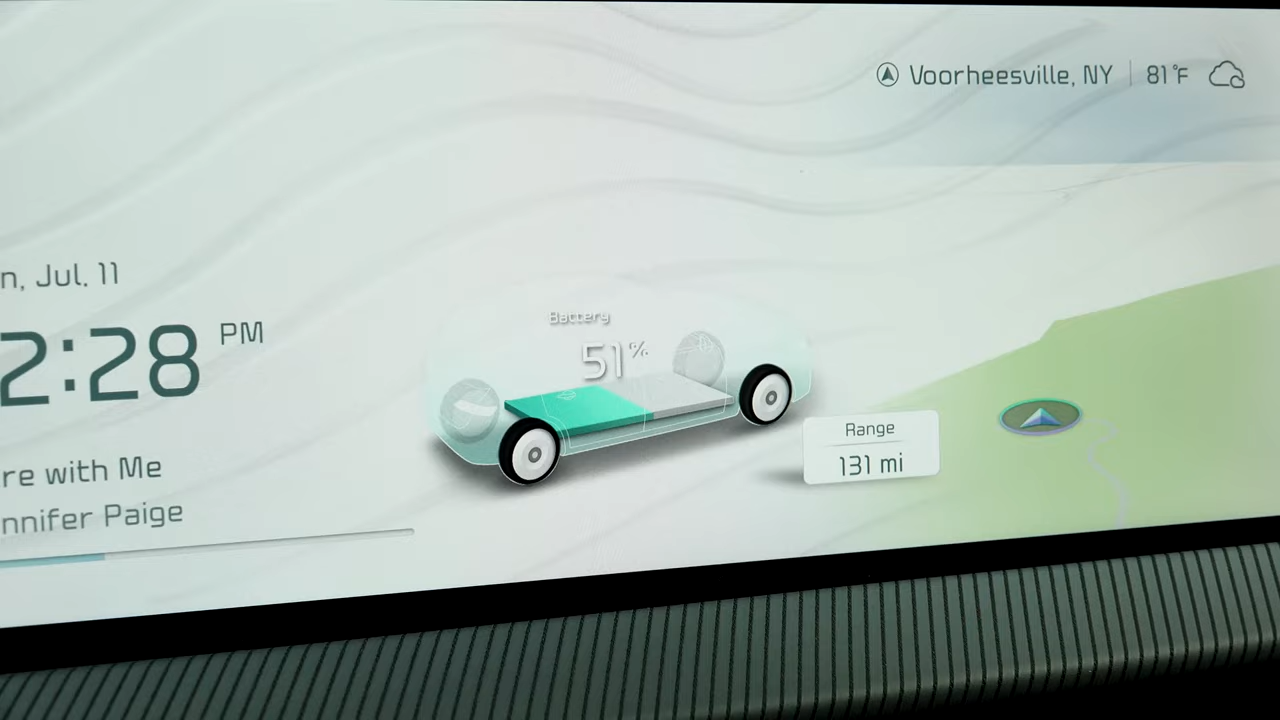 Voorheesville, NY 81°F
n, Jul. 11
2:28 PM
Battery
51%
Range
131 mi
re with Me
nnifer Paige